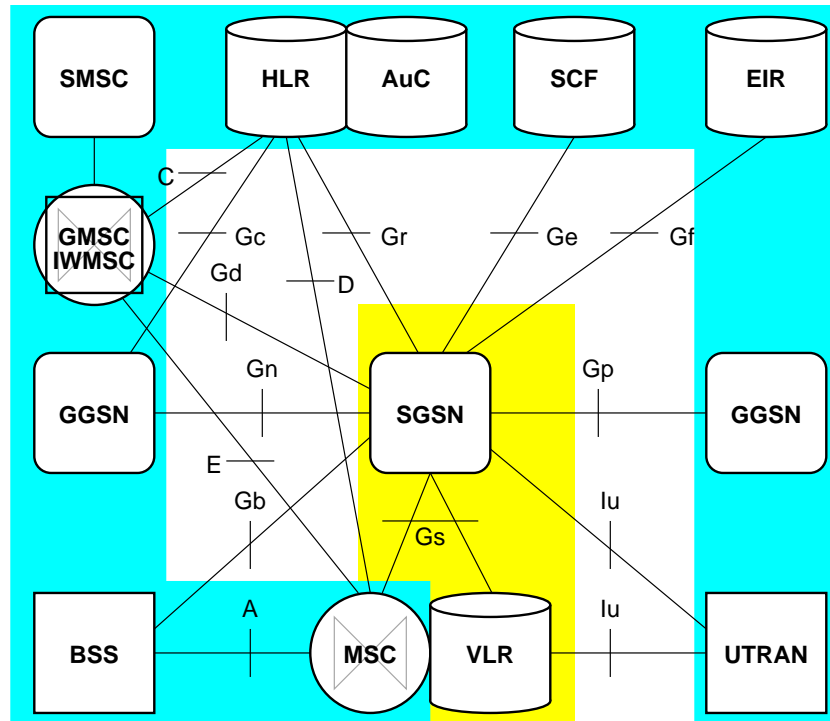 SMSC
HLR
AuC
SCF
EIR
C
GMSC
IWMSC
Gc
Gr
Ge
Gf
Gd
D
GGSN
Gn
SGSN
Gp
GGSN
E
Gb
Gs
Iu
A
Iu
BSS
MSC
VLR
UTRAN